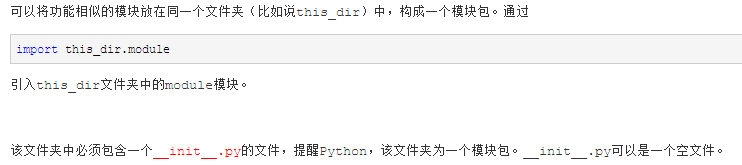 可以将功能相似的模块放在同一个文件夹（比如说this_dir）中，构成一个模块包。通过
import this_dir.module
引入this_dir文件夹中的module模块。
该文件夹中必须包含一个__init__.py的文件，提醒Python，该文件夹为一个模块包。__init__.py可以是一个空文件。